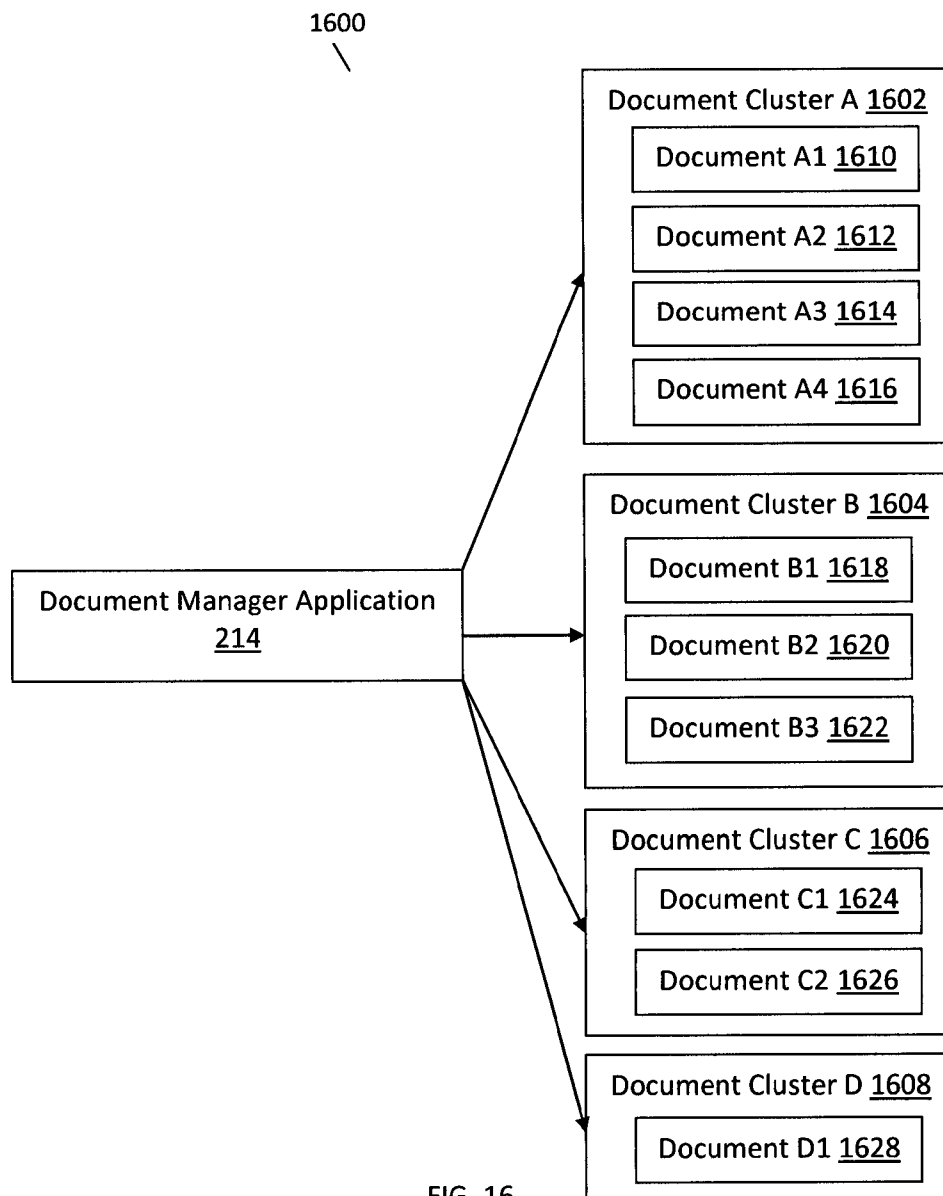 1600
Document Cluster A 1602
Document A1 1610
Document A2 1612
Document A3 1614
Document A4 1616
Document Cluster B 1604
Document B1 1618
Document B2 1620
Document B3 1622
Document Manager Application
214
Document Cluster C 1606
Document C1 1624
Document C2 1626
Document Cluster D 1608
Document D1 1628
FIG. 16